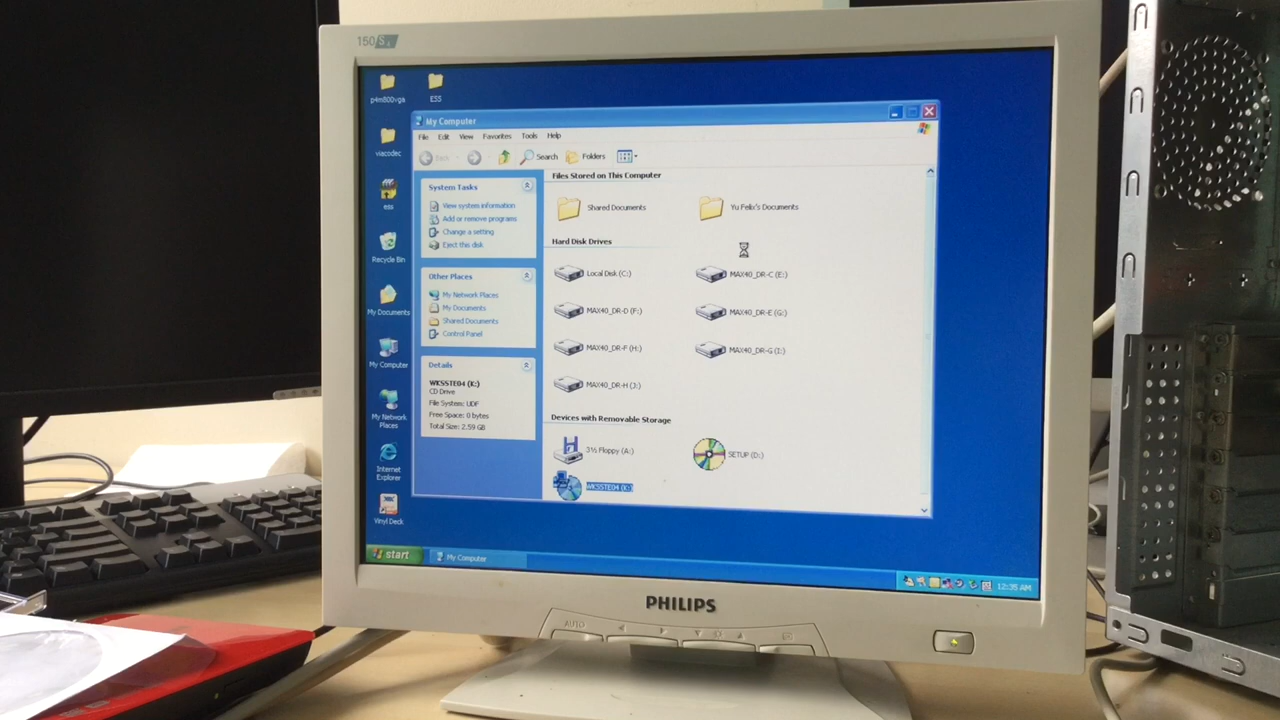 150Sx
p4m800vga
ESS
viacodec
ess
Recycle Bin
My Documents
My Computer
My Network
Places
Internet
Explorer
Vinyl Deck
My Computer
File Edit View Favorites Tools Help
Back Search Folders
System Tasks
View system information
Add or remove programs
Change a setting
Eject this disk
Other Places
My Network Places
My Documents
Shared Documents
Control Panel
Details
WKSSTE04 (K:)
CD Drive
File System: UDF
Free Space: 0 bytes
Total Size: 2.59 GB
Files Stored on This Computer
Shared Documents
Yu Felix's Documents
Hard Disk Drives
Local Disk (C:)
MAX40_DR-C (E:)
MAX40_DR-D (F:)
MAX40_DR-E (G:)
MAX40_DR-F (H:)
MAX40_DR-G (I:)
MAX40_DR-H (J:)
Devices with Removable Storage
3½ Floppy (A:)
SETUP (D:)
WKSSTE04 (K:)
start
My Computer
12:35 AM
PHILIPS
AUTO